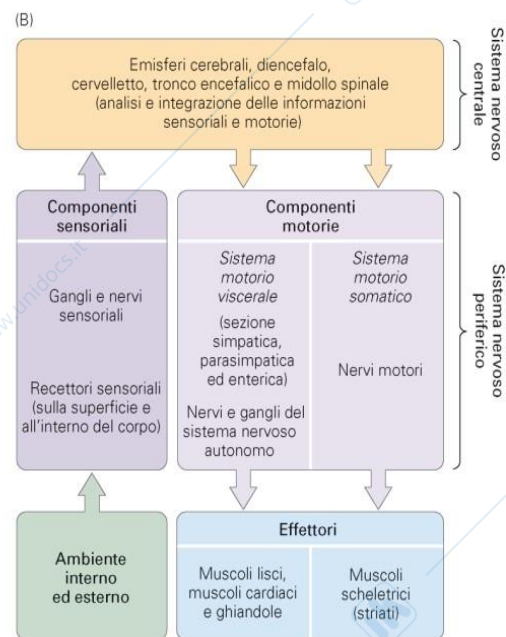 (B)
Emisferi cerebrali, diencefalo,
cervelletto, tronco encefalico e midollo spinale
(analisi e integrazione delle informazioni
sensoriali e motorie)
Sistema nervoso
centrale
Componenti
sensoriali
Gangli e nervi
sensoriali
Recettori sensoriali
(sulla superficie e
all'interno del corpo)
Componenti
motorie
Sistema
motorio
viscerale
(sezione
simpatica,
parasimpatica
ed enterica)
Nervi e gangli del
sistema nervoso
autonomo
Sistema
motorio
somatico
Nervi motori
Sistema nervoso
periferico
Ambiente
interno
ed esterno
Effettori
Muscoli lisci,
muscoli cardiaci
e ghiandole
Muscoli
scheletrici
(striati)
www.unidocs.it